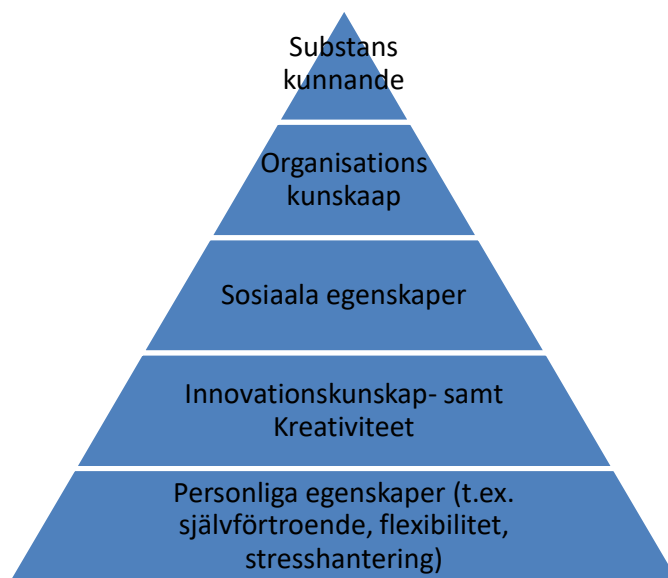 Substans
kunnande
Organisations
kunskaap
Sosiaala egenskaper
Innovationskunskap- samt
Kreativiteet
Personliga egenskaper (t.ex.
självförtroende, flexibilitet,
stresshantering)